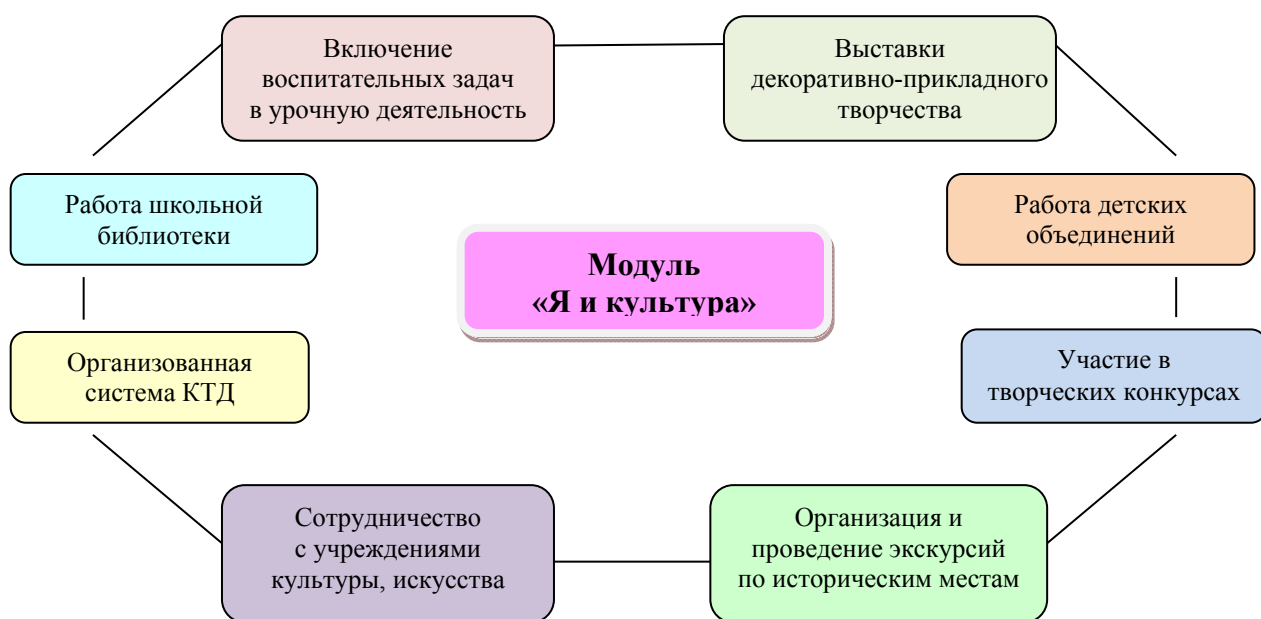 Включение
воспитательных задач
в урочную деятельность
Выставки
декоративно-прикладного
творчества
Работа школьной
библиотеки
Работа детских
объединений
Модуль
«Я и культура»
Организованная
система КТД
Участие в
творческих конкурсах
Сотрудничество
с учреждениями
культуры, искусства
Организация и
проведение экскурсий
по историческим местам